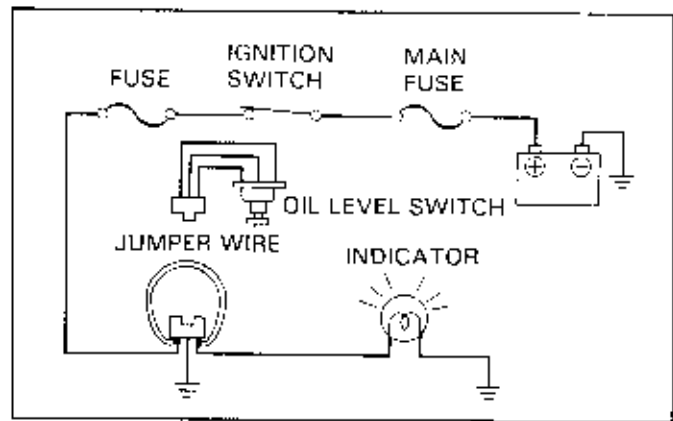 IGNITION
SWITCH
MAIN
FUSE
FUSE
+
−
OIL LEVEL SWITCH
JUMPER WIRE
INDICATOR